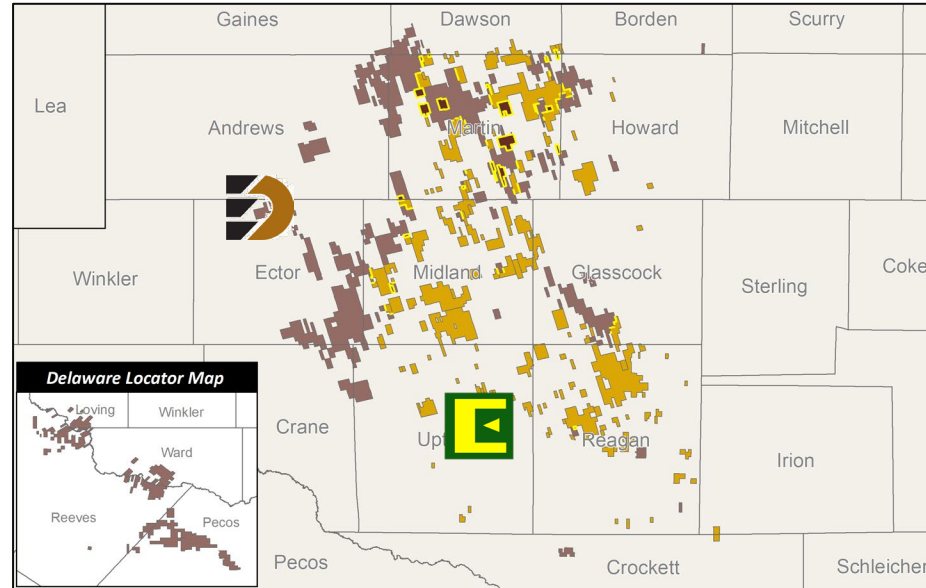 Gaines
Dawson
Borden
Scurry
Lea
Andrews
Martin
Howard
Mitchell
Winkler
Ector
Midland
Glasscock
Sterling
Coke
Crane
Upt
Reagan
Irion
Pecos
Crockett
Schleicher
Delaware Locator Map
Loving
Winkler
Ward
Reeves
Pecos